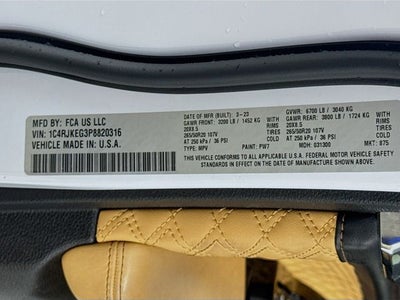 MFD BY: FCA US LLC
DATE OF MFG: 3-23
GVWR: 6700 LB / 3040 KG
GAWR FRONT: 3200 LB / 1452 KG
WITH
GAWR REAR: 3800 LB / 1724 KG
WITH
VIN: 1C4RJKEG3P8820316
20X8.5
RIMS
20X8.5
RIMS
265/50R20 107V
TIRES
265/50R20 107V
TIRES
VEHICLE MADE IN: U.S.A.
AT 250 kPa / 36 PSI
COLD
AT 250 kPa / 36 PSI
COLD
THIS VEHICLE CONFORMS TO ALL APPLICABLE U.S.A. FEDERAL MOTOR VEHICLE SAFETY
STANDARDS IN EFFECT ON THE DATE OF MANUFACTURE SHOWN ABOVE.
TYPE: MPV
PAINT: PW7
MDH: 031300
MKT: 875